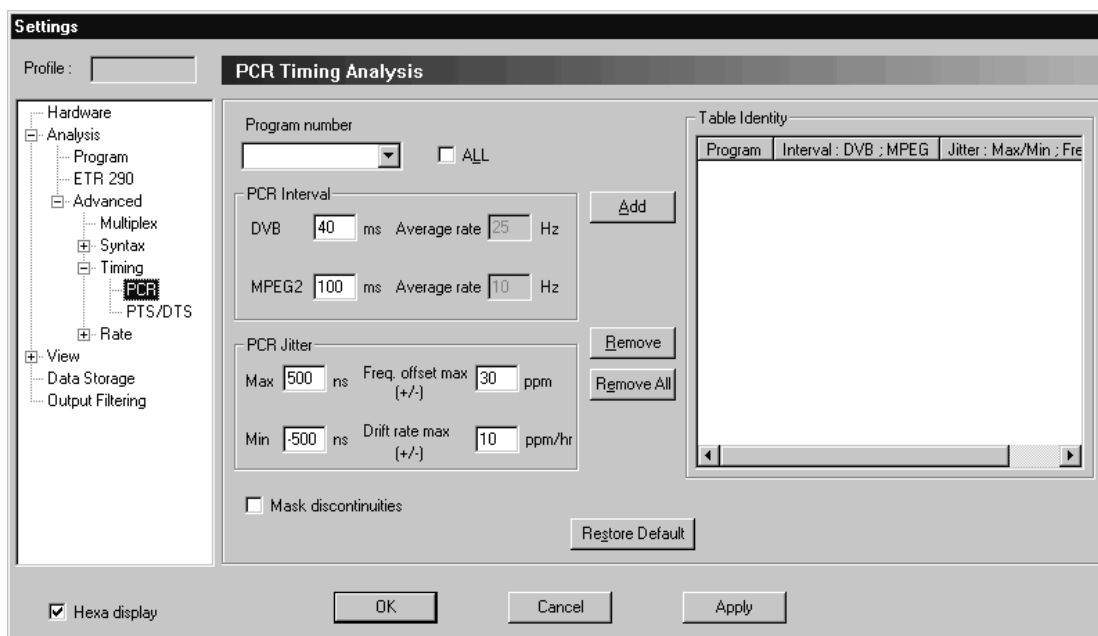 Settings
Profile :
PCR Timing Analysis
Hardware
Analysis
Program
ETR 290
Advanced
Multiplex
Syntax
Timing
PCR
PTS/DTS
Rate
View
Data Storage
Output Filtering
Program number
ALL
PCR Interval
DVB 40 ms Average rate 25 Hz
MPEG2 100 ms Average rate 10 Hz
PCR Jitter
Max 500 ns Freq. offset max (+/-) 30 ppm
Min -500 ns Drift rate max (+/-) 10 ppm/hr
Mask discontinuities
Add
Remove
Remove All
Restore Default
Table Identity
Program Interval : DVB ; MPEG Jitter : Max/Min ; Fre
Hexa display
OK Cancel Apply